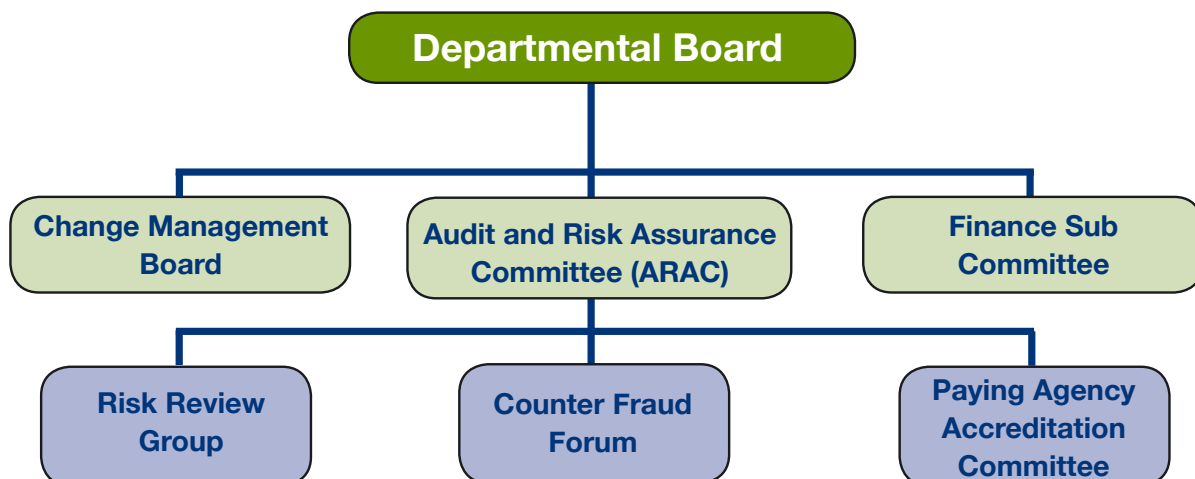 Departmental Board
Change Management
Board
Audit and Risk Assurance
Committee (ARAC)
Finance Sub
Committee
Risk Review
Group
Counter Fraud
Forum
Paying Agency
Accreditation
Committee